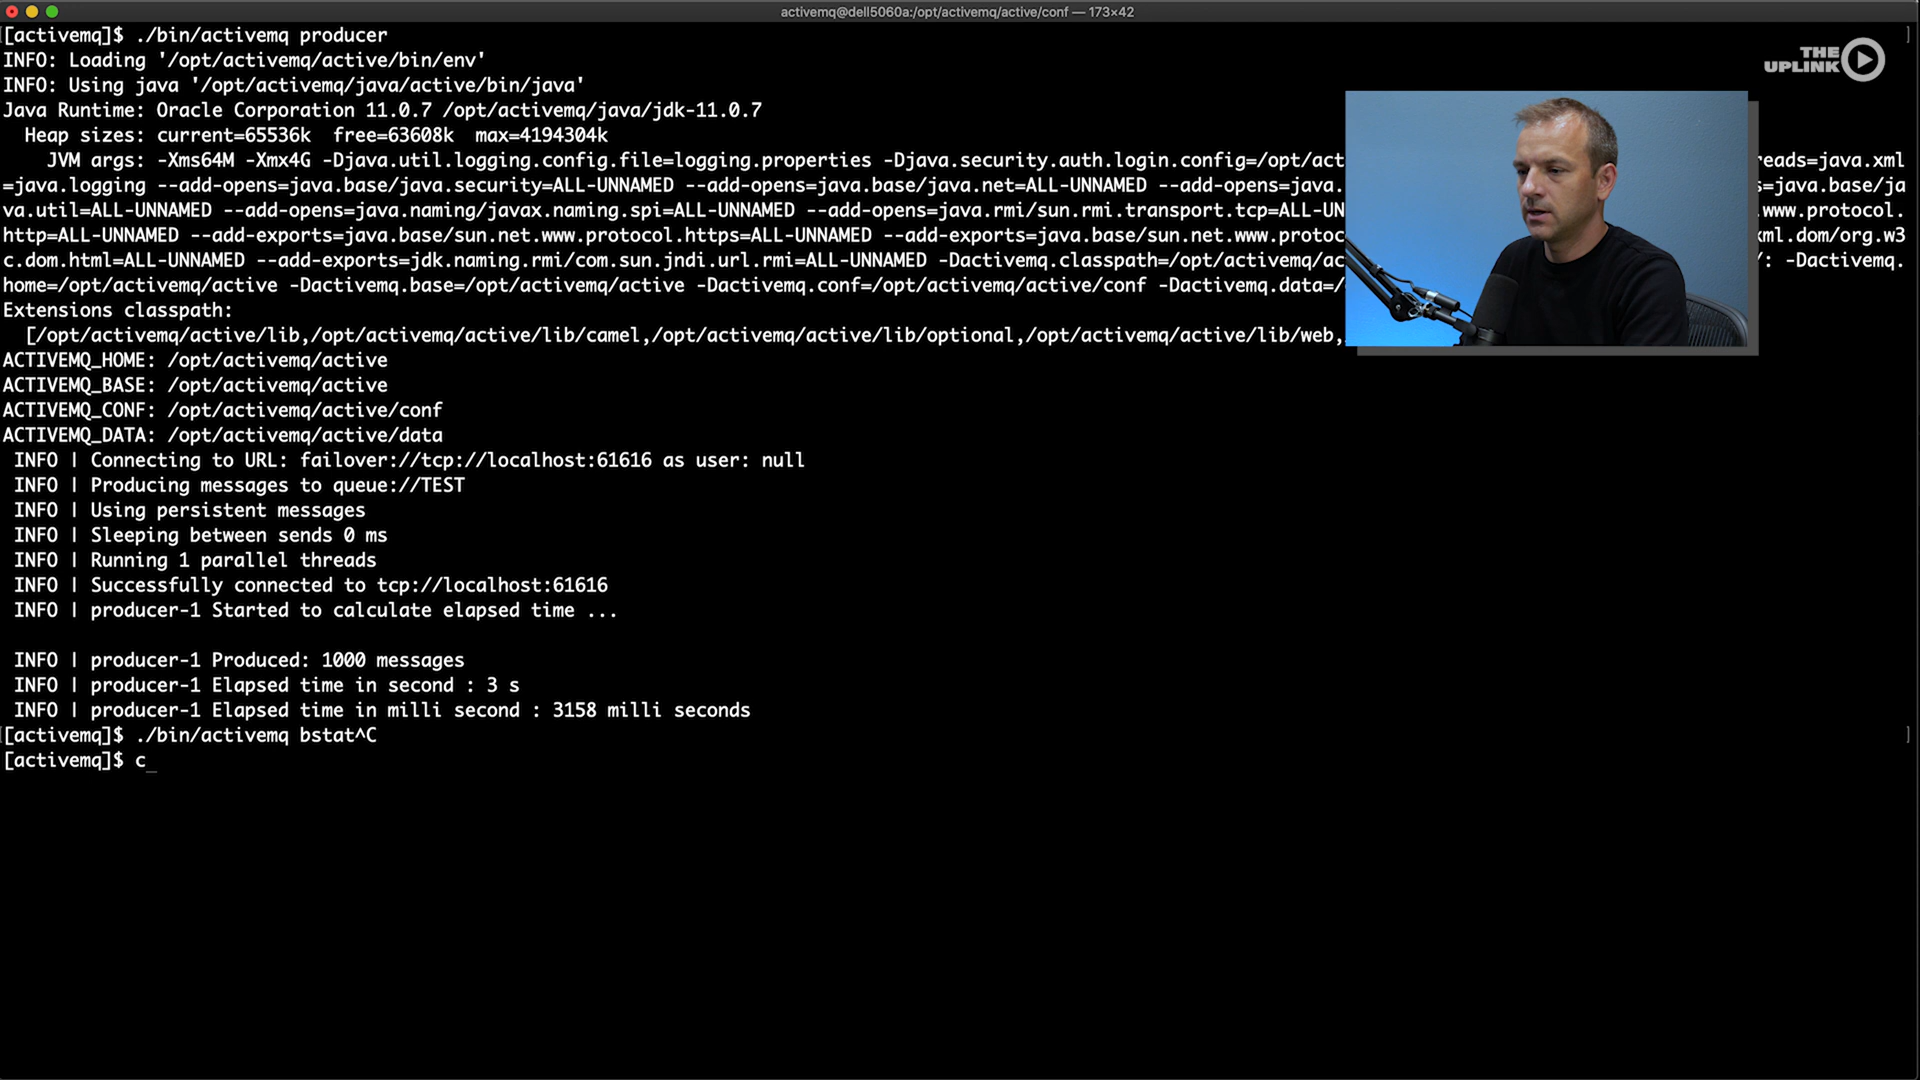 activemq@dell5060a:/opt/activemq/active/conf — 173×42
[activemq]$ ./bin/activemq producer
INFO: Loading '/opt/activemq/active/bin/env'
INFO: Using java '/opt/activemq/java/active/bin/java'
Java Runtime: Oracle Corporation 11.0.7 /opt/activemq/java/jdk-11.0.7
Heap sizes: current=65536k  free=63608k  max=4194304k
JVM args: -Xms64M -Xmx4G -Djava.util.logging.config.file=logging.properties -Djava.security.auth.login.config=/opt/act reads=java.xml
=java.logging --add-opens=java.base/java.security=ALL-UNNAMED --add-opens=java.base/java.net=ALL-UNNAMED --add-opens=java. s=java.base/ja
va.util=ALL-UNNAMED --add-opens=java.naming/javax.naming.spi=ALL-UNNAMED --add-opens=java.rmi/sun.rmi.transport.tcp=ALL-UN .www.protocol.
http=ALL-UNNAMED --add-exports=java.base/sun.net.www.protocol.https=ALL-UNNAMED --add-exports=java.base/sun.net.www.protoc xml.dom/org.w3
c.dom.html=ALL-UNNAMED --add-exports=jdk.naming.rmi/com.sun.jndi.url.rmi=ALL-UNNAMED -Dactivemq.classpath=/opt/activemq/ac /: -Dactivemq.
home=/opt/activemq/active -Dactivemq.base=/opt/activemq/active -Dactivemq.conf=/opt/activemq/active/conf -Dactivemq.data=/
Extensions classpath:
[/opt/activemq/active/lib,/opt/activemq/active/lib/camel,/opt/activemq/active/lib/optional,/opt/activemq/active/lib/web,
ACTIVEMQ_HOME: /opt/activemq/active
ACTIVEMQ_BASE: /opt/activemq/active
ACTIVEMQ_CONF: /opt/activemq/active/conf
ACTIVEMQ_DATA: /opt/activemq/active/data
INFO | Connecting to URL: failover://tcp://localhost:61616 as user: null
INFO | Producing messages to queue://TEST
INFO | Using persistent messages
INFO | Sleeping between sends 0 ms
INFO | Running 1 parallel threads
INFO | Successfully connected to tcp://localhost:61616
INFO | producer-1 Started to calculate elapsed time ...
INFO | producer-1 Produced: 1000 messages
INFO | producer-1 Elapsed time in second : 3 s
INFO | producer-1 Elapsed time in milli second : 3158 milli seconds
[activemq]$ ./bin/activemq bstat^C
[activemq]$ c_
THE
UPLINK